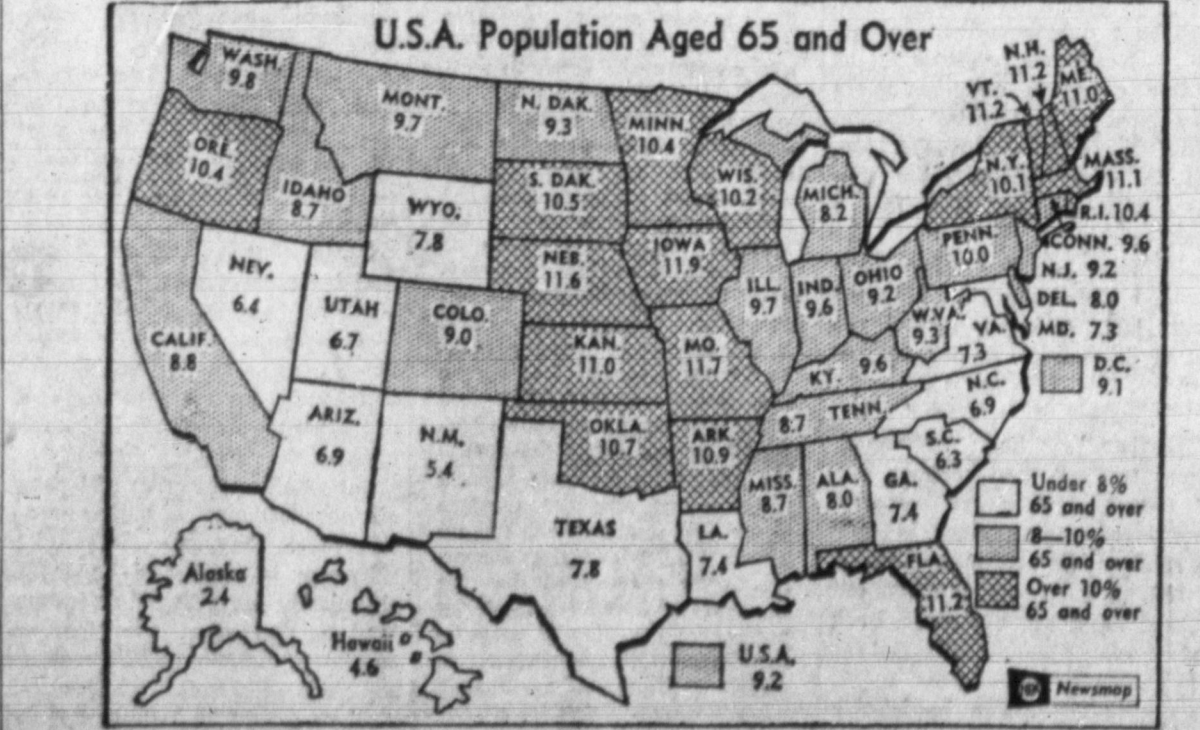 U.S.A. Population Aged 65 and Over
WASH.
9.8
ORE.
10.4
CALIF.
8.8
IDAHO
8.7
NEV.
6.4
MONT.
9.7
WYO.
7.8
UTAH
6.7
COLO.
9.0
ARIZ.
6.9
N.M.
5.4
N. DAK.
9.3
S. DAK.
10.5
NEB.
11.6
KAN.
11.0
OKLA.
10.7
TEXAS
7.8
MINN.
10.4
IOWA
11.9
MO.
11.7
ARK.
10.9
LA.
7.4
WIS.
10.2
ILL.
9.7
MICH.
8.2
IND.
9.6
OHIO
9.2
KY. 9.6
8.7 TENN.
MISS.
8.7
ALA.
8.0
GA.
7.4
FLA.
11.2
S.C.
6.3
N.C.
6.9
VA.
7.3
W.VA.
9.3
PENN.
10.0
N.Y.
10.1
VT.
11.2
N.H.
11.2
ME.
11.0
MASS.
11.1
R.I. 10.4
CONN. 9.6
N.J. 9.2
DEL. 8.0
MD. 7.3
D.C.
9.1
Under 8%
65 and over
8—10%
65 and over
Over 10%
65 and over
Alaska
2.4
Hawaii
4.6
U.S.A.
9.2
Newsmap